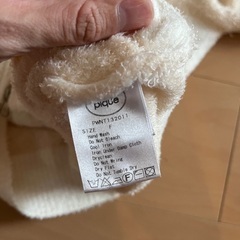 pique
PWNT132011
SIZE F
Hand Wash
Do Not Bleach
Cool Iron
Iron Under Damp Cloth
Dryclean
Do Not Wring
Dry Flat
Do Not Tumble Dry
F